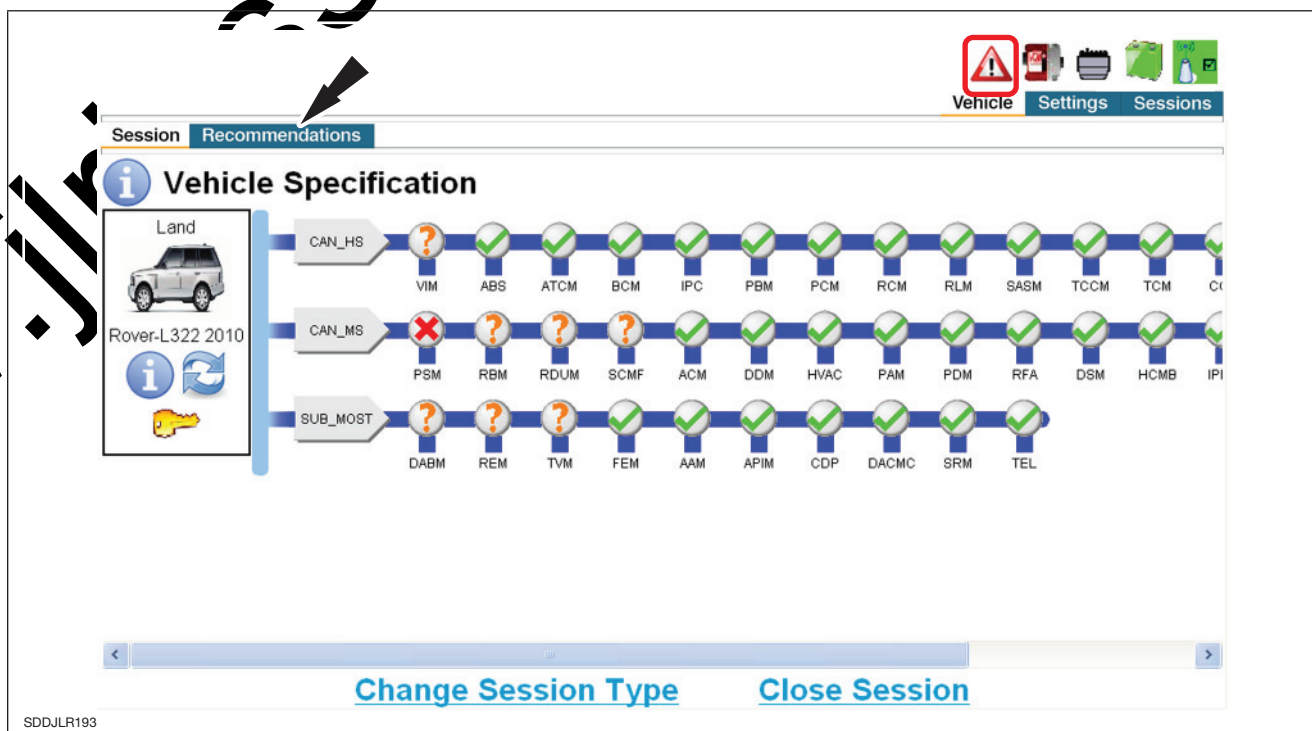 Vehicle Settings Sessions
Session Recommendations
Vehicle Specification
Land
Rover-L322 2010
CAN_HS
VIM ABS ATCM BCM IPC PBM PCM RCM RLM SASM TCCM TCM
CAN_MS
PSM RBM RDUM SCMF ACM DDM HVAC PAM PDM RFA DSM HCMB
SUB_MOST
DABM REM TVM FEM AAM APIM CDP DACMC SRM TEL
Change Session Type Close Session
SDDJLR193